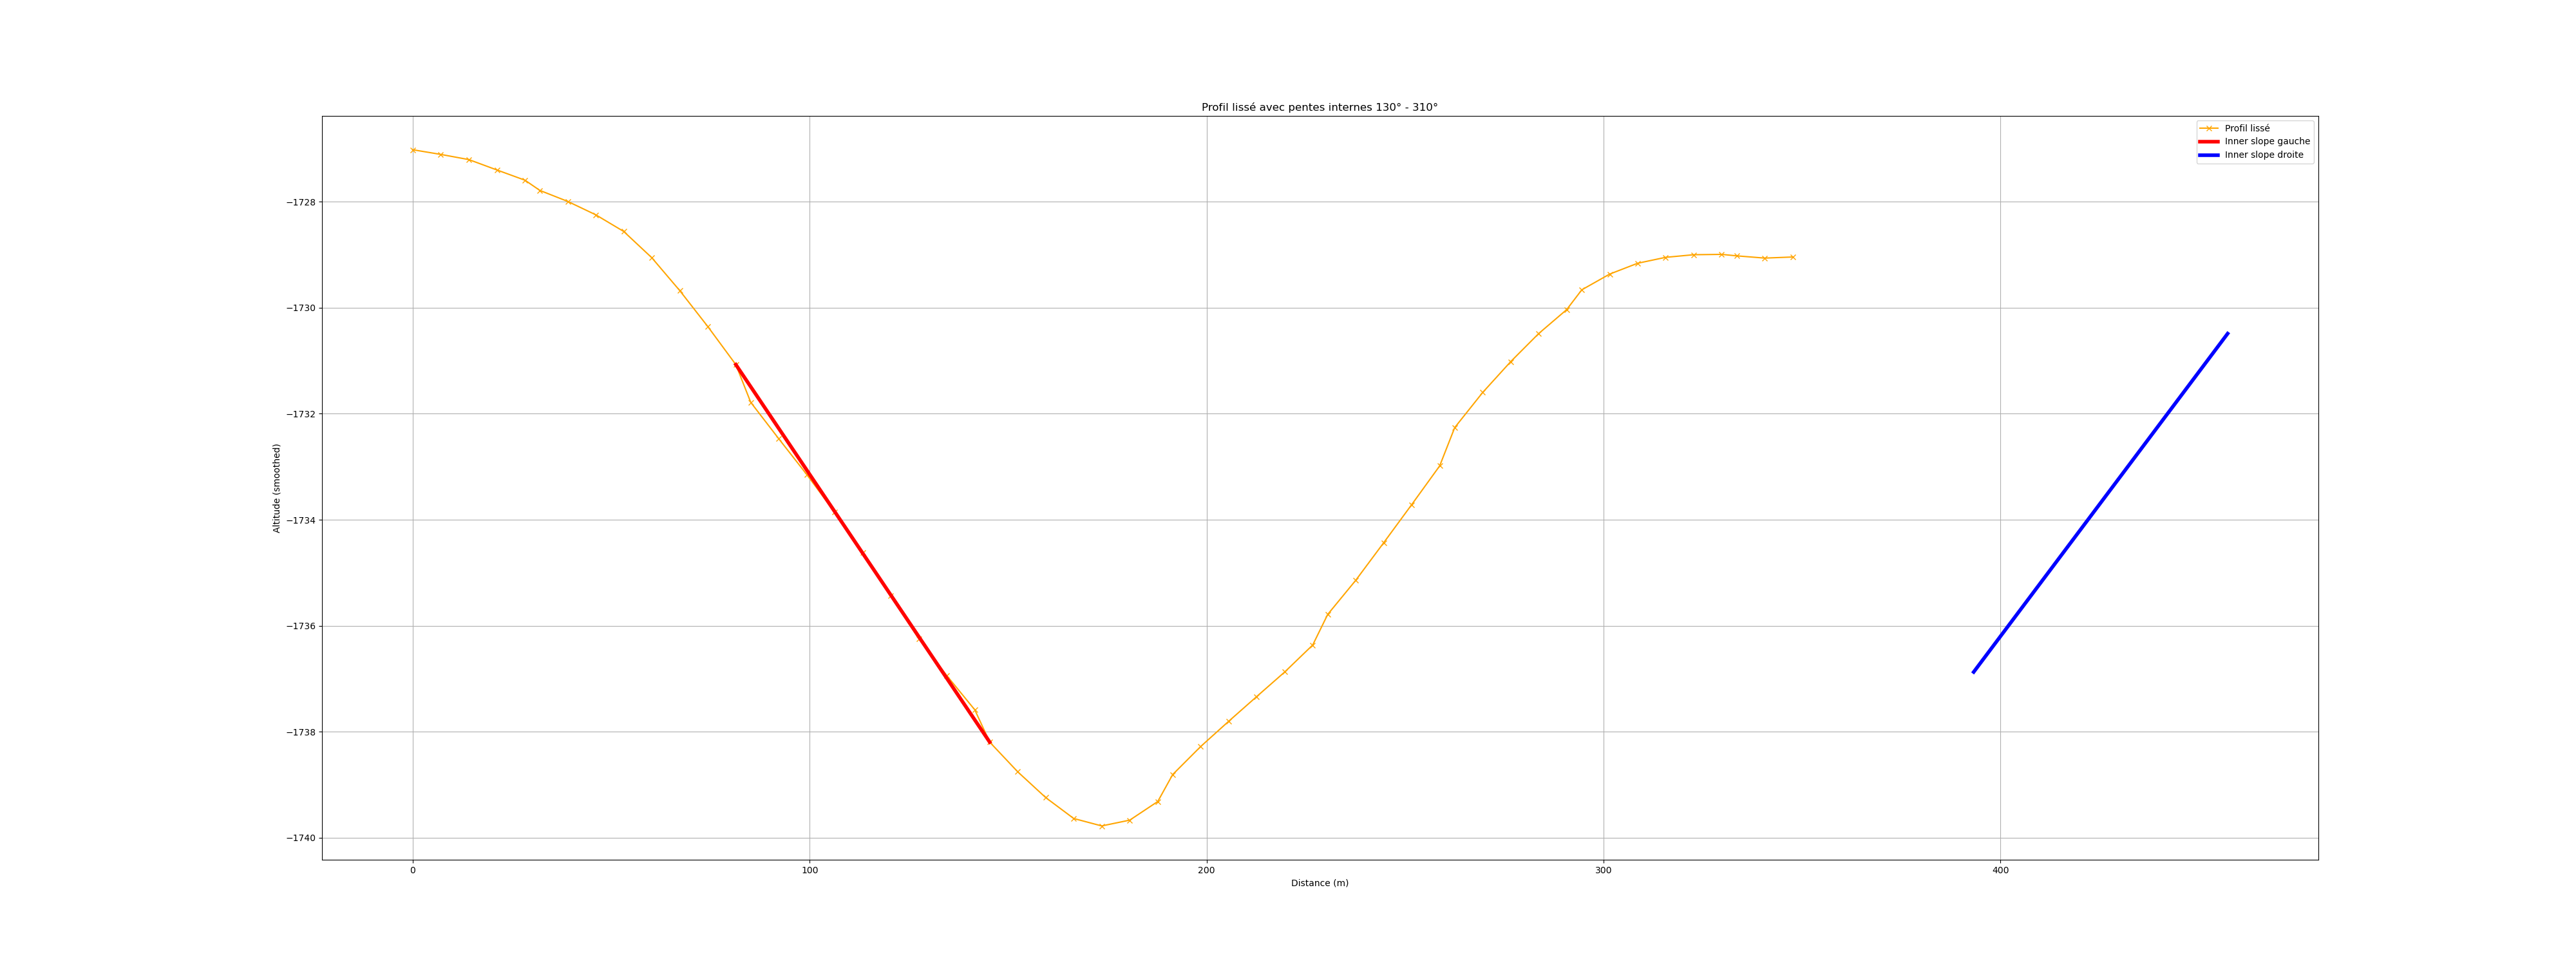 Profil lissé avec pentes internes 130° - 310°
Profil lissé
Inner slope gauche
Inner slope droite
Altitude (smoothed)
−1728
−1730
−1732
−1734
−1736
−1738
−1740
0
100
200
300
400
Distance (m)